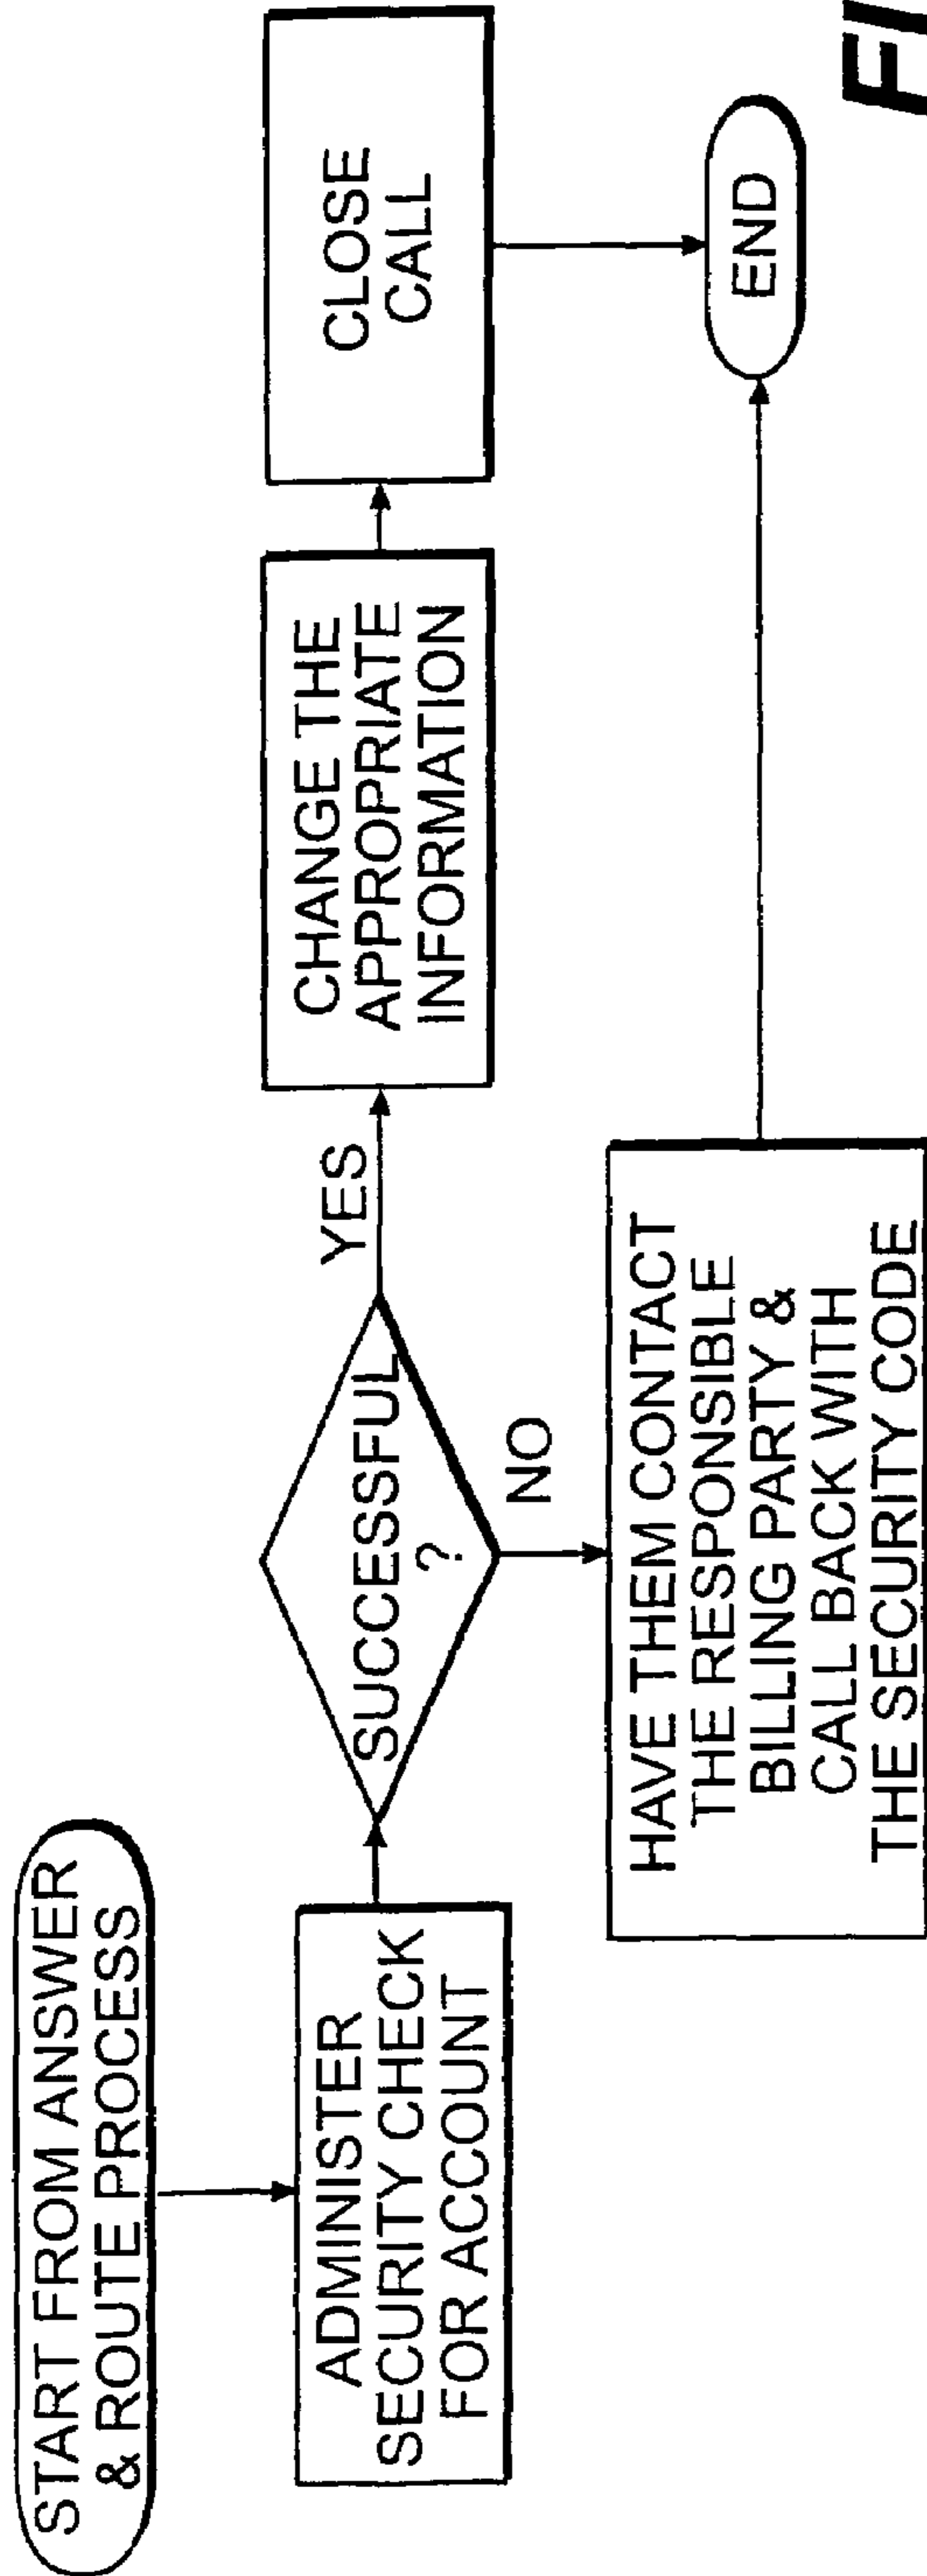 START FROM ANSWER
& ROUTE PROCESS
ADMINISTER
SECURITY CHECK
FOR ACCOUNT
SUCCESSFUL
?
YES
NO
CHANGE THE
APPROPRIATE
INFORMATION
CLOSE
CALL
HAVE THEM CONTACT
THE RESPONSIBLE
BILLING PARTY &
CALL BACK WITH
THE SECURITY CODE
END